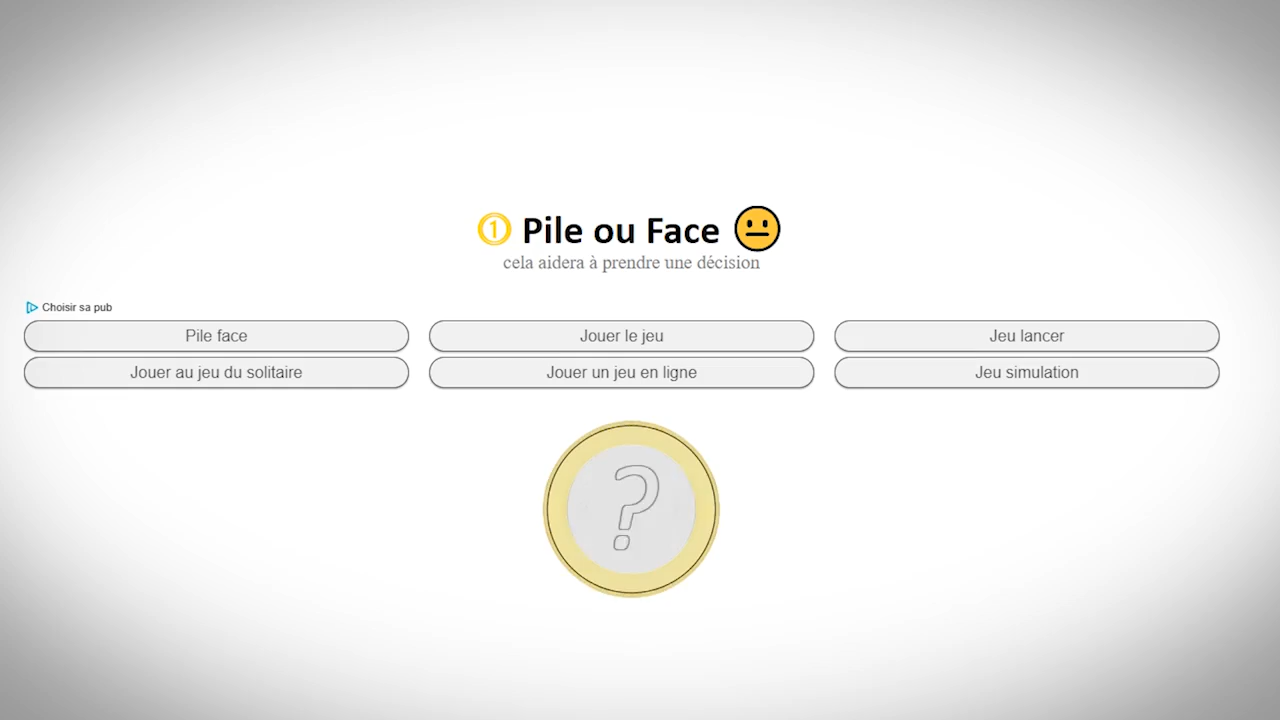 1 Pile ou Face
cela aidera à prendre une décision
Choisir sa pub
Pile face
Jouer le jeu
Jeu lancer
Jouer au jeu du solitaire
Jouer un jeu en ligne
Jeu simulation
?